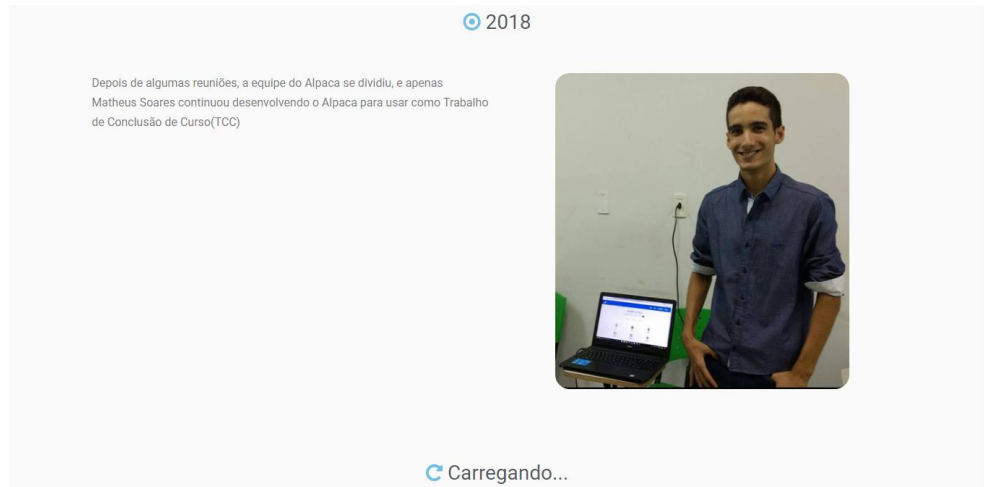 2018
Depois de algumas reuniões, a equipe do Alpaca se dividiu, e apenas
Matheus Soares continuou desenvolvendo o Alpaca para usar como Trabalho
de Conclusão de Curso(TCC)
Carregando...